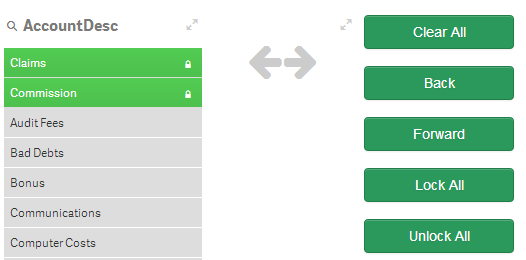 AccountDesc
Claims
Commission
Audit Fees
Bad Debts
Bonus
Communications
Computer Costs
Clear All
Back
Forward
Lock All
Unlock All